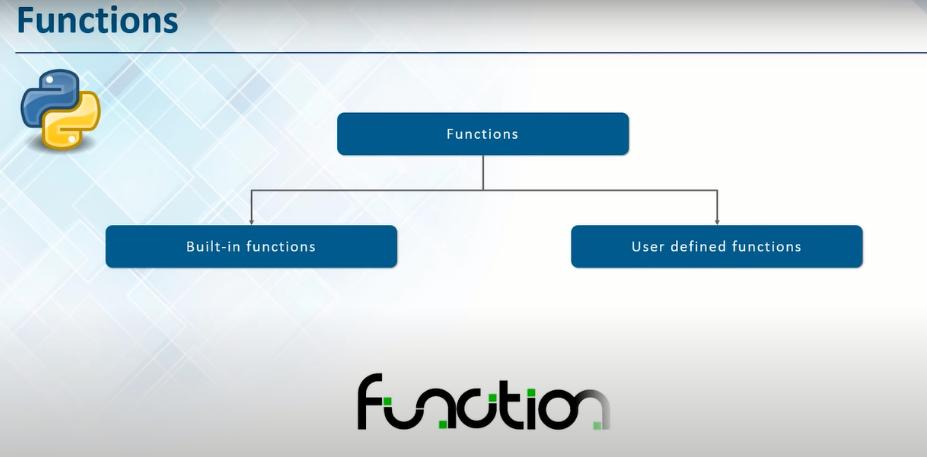 Functions
Functions
Built-in functions
User defined functions
Function